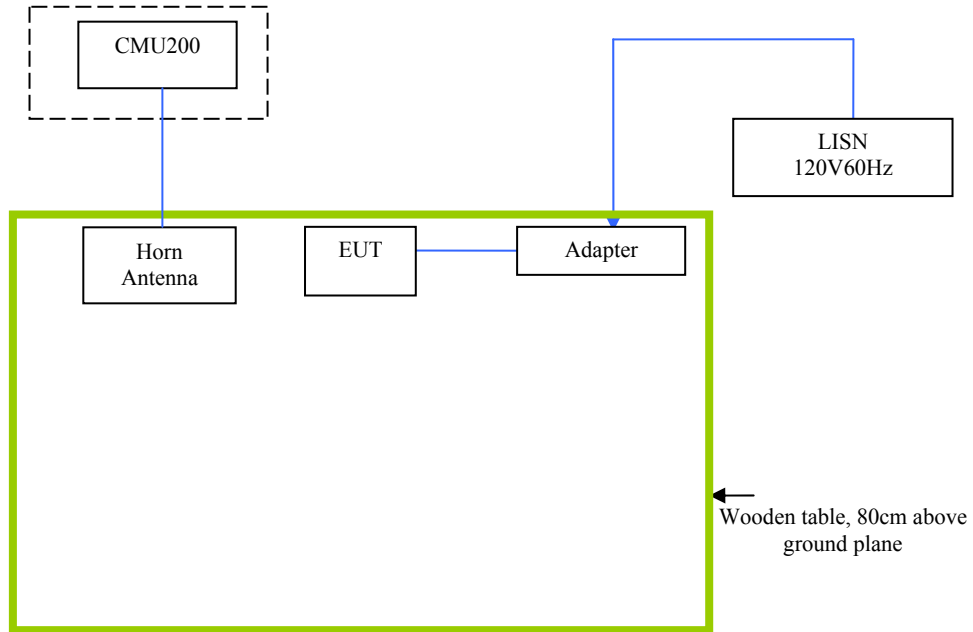 CMU200
LISN
120V60Hz
Horn
Antenna
EUT
Adapter
Wooden table, 80cm above
ground plane